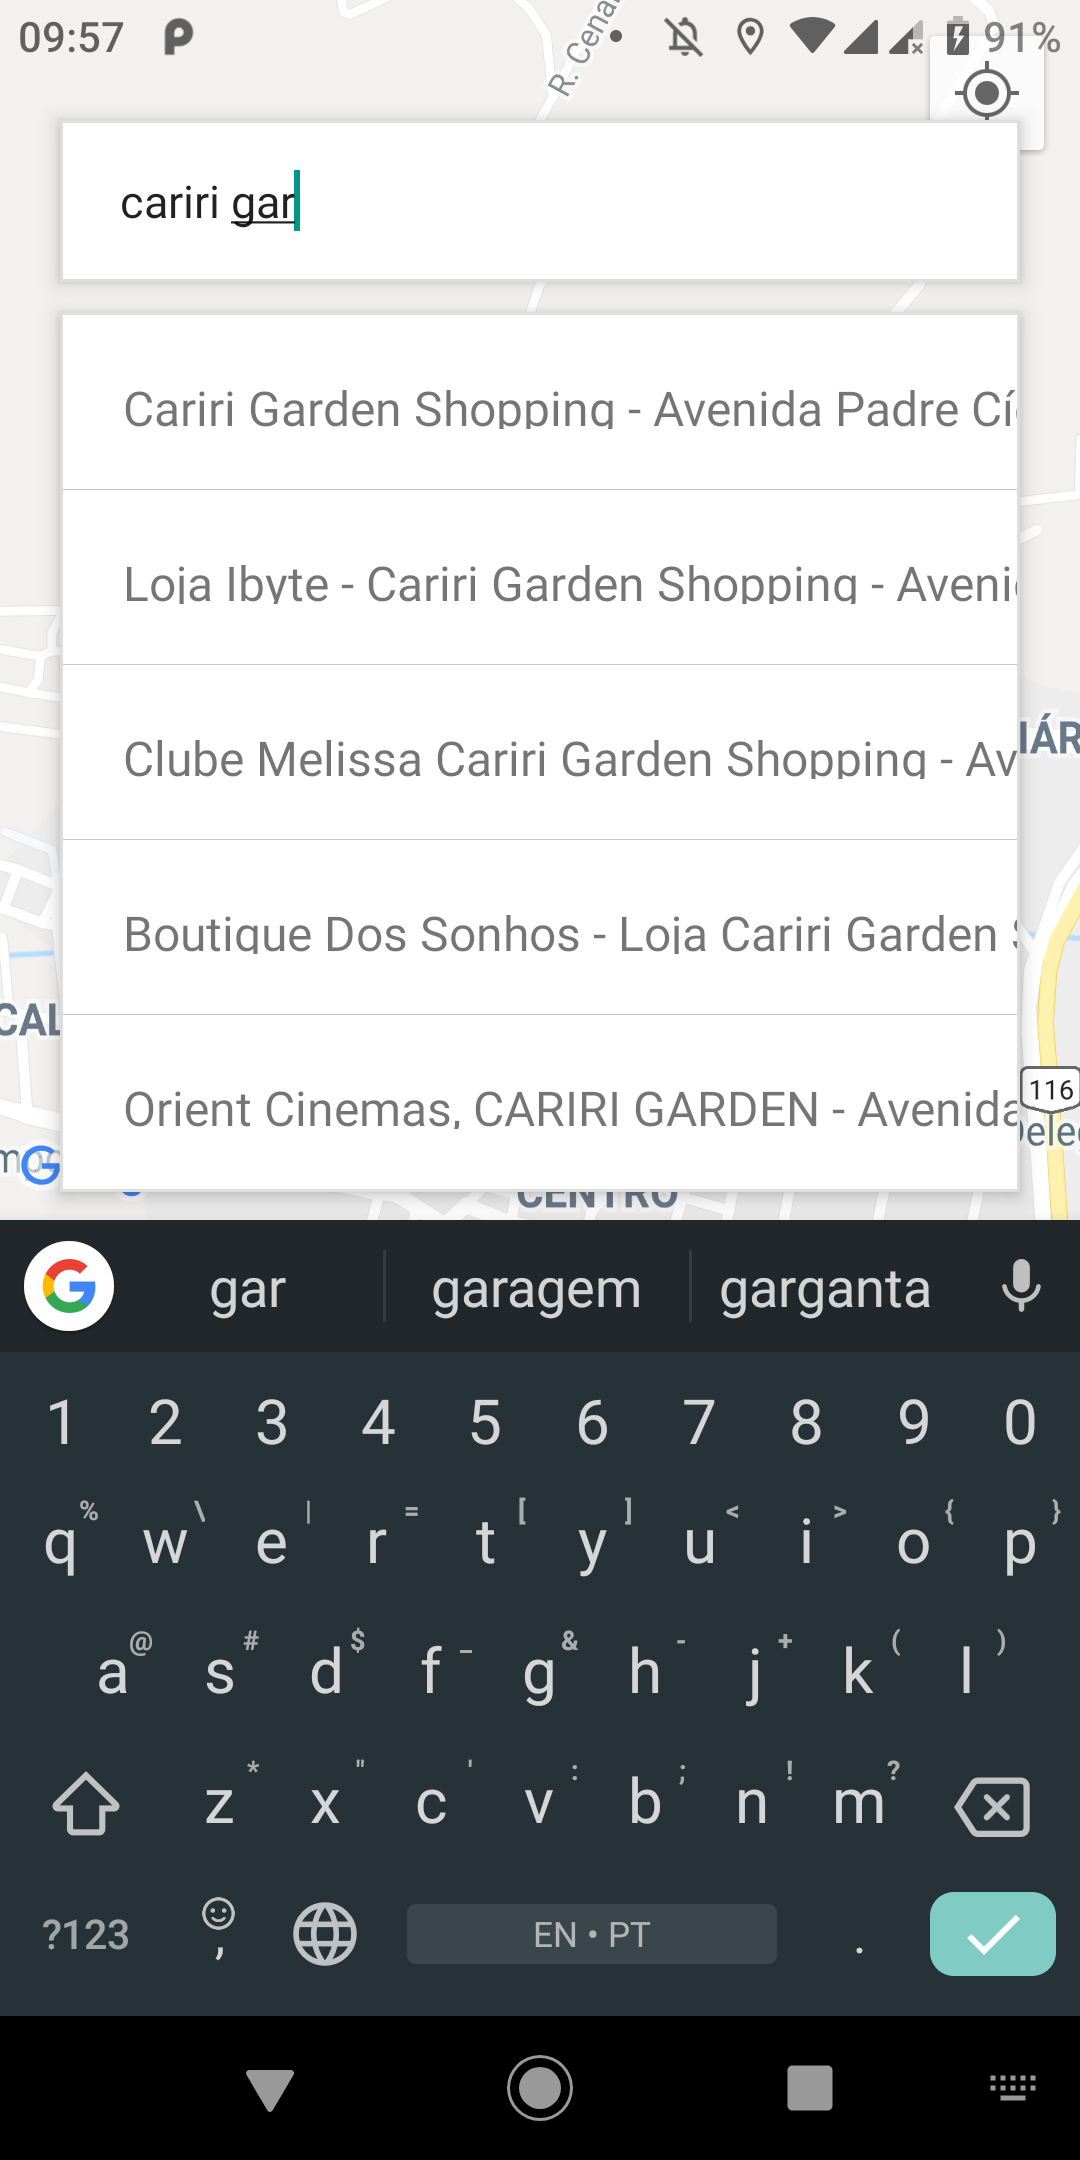 09:57
91%
R. Cena
cariri gar
Cariri Garden Shopping - Avenida Padre Cí
Loja Ibyte - Cariri Garden Shopping - Aveni
Clube Melissa Cariri Garden Shopping - Av
Boutique Dos Sonhos - Loja Cariri Garden
Orient Cinemas, CARIRI GARDEN - Avenida
IÁR
CAL
116
Dele
CENTRO
gar garagem garganta
1 2 3 4 5 6 7 8 9 0
% \ | = [ ] < > { }
q w e r t y u i o p
@ # $ _ & - + ( )
a s d f g h j k l
* " ' : ; ! ?
z x c v b n m
?123 , EN • PT .